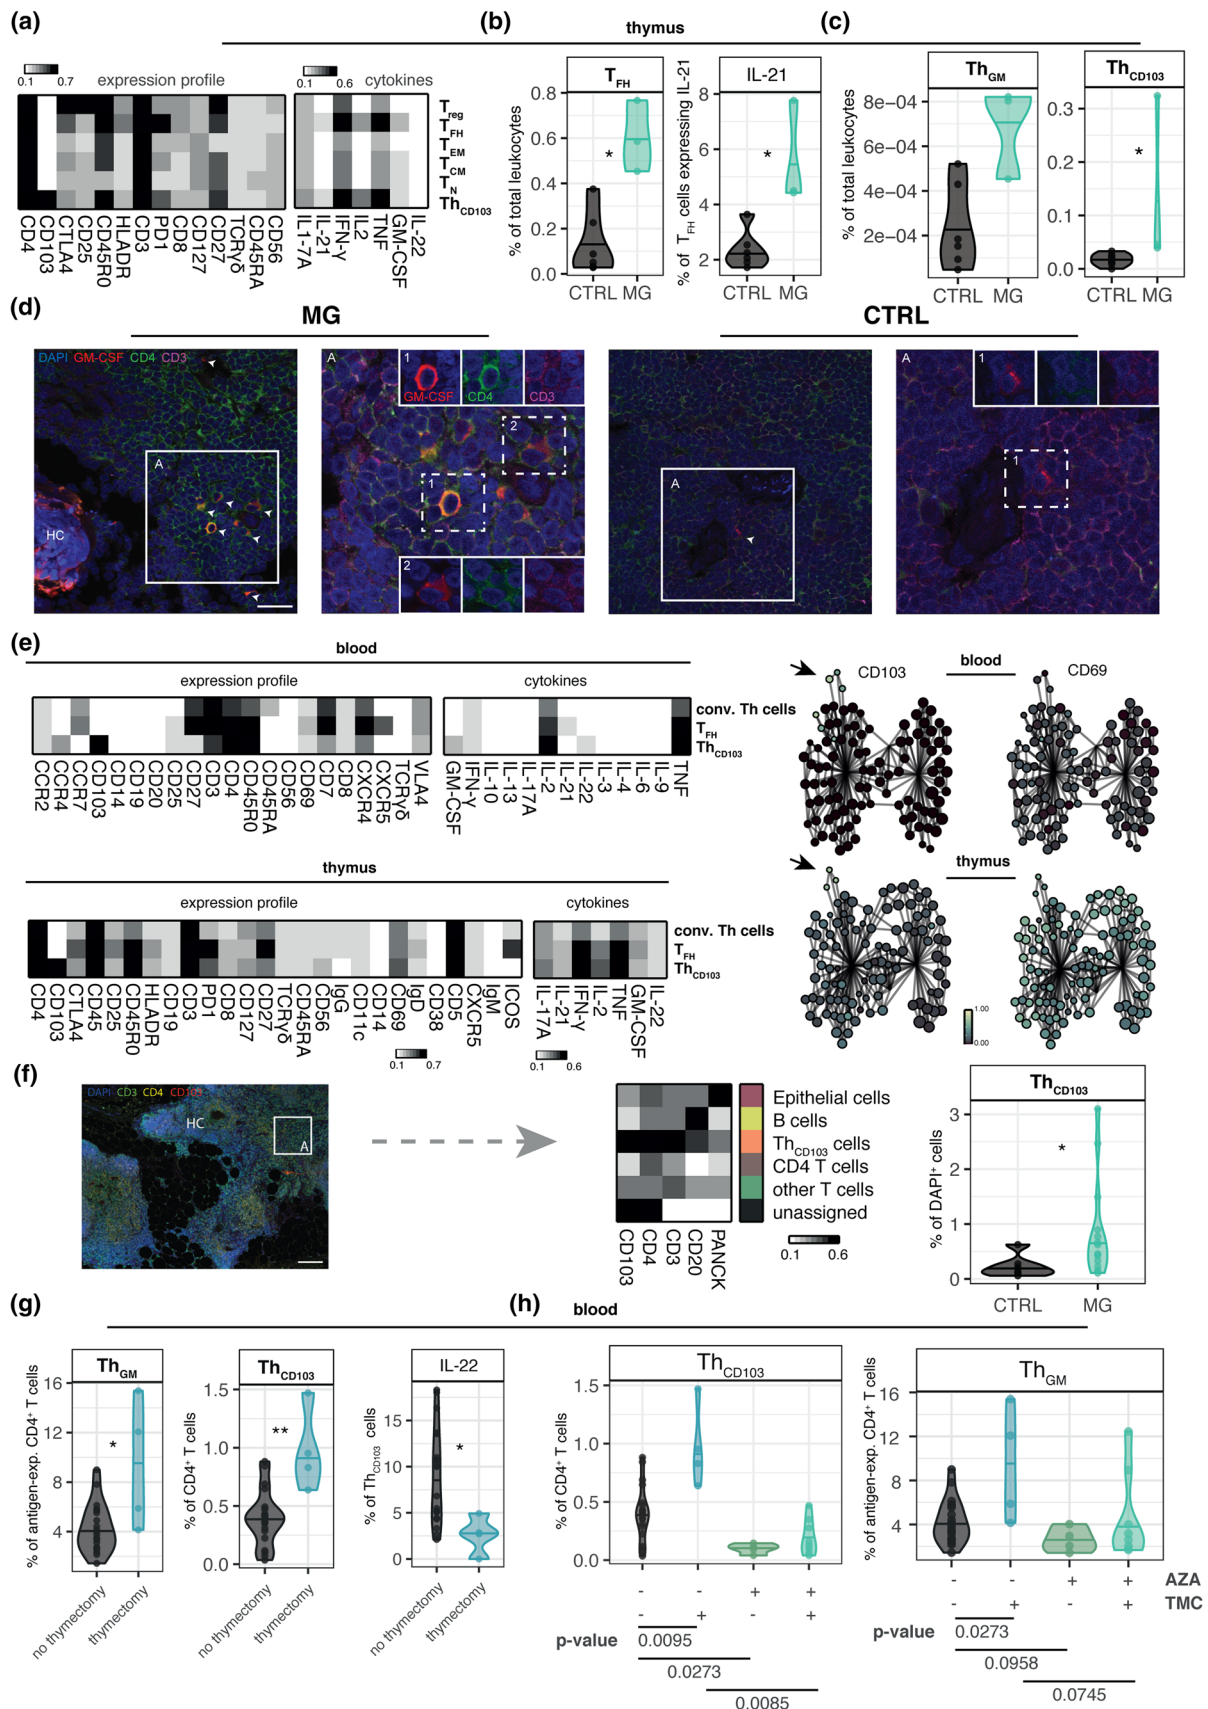 (a)
(b)
thymus
(c)
0.1 0.7
expression profile
0.1 0.6
cytokines
Treg
TFH
TEM
TCM
TN
ThCD103
CD4
CD103
CTLA4
CD25
CD45R0
HLADR
CD3
PD1
CD8
CD127
CD27
TCRγδ
CD45RA
CD56
IL1-7A
IL-21
IFN-γ
IL2
TNF
GM-CSF
IL-22
TFH
% of total leukocytes
0.8
0.6
0.4
0.2
0.0
*
CTRL MG
IL-21
% of TFH cells expressing IL-21
8
6
4
2
*
CTRL MG
ThGM
% of total leukocytes
8e−04
6e−04
4e−04
2e−04
CTRL MG
ThCD103
0.3
0.2
0.1
0.0
*
CTRL MG
(d)
MG
CTRL
DAPI GM-CSF CD4 CD3
A
HC
A
1
GM-CSF
CD4
CD3
2
1
2
A
A
1
1
(e)
blood
expression profile
cytokines
conv. Th cells
TFH
ThCD103
CCR2
CCR4
CCR7
CD103
CD14
CD19
CD20
CD25
CD27
CD3
CD4
CD45R0
CD45RA
CD56
CD69
CD7
CD8
CXCR4
CXCR5
TCRγδ
VLA4
GM-CSF
IFN-γ
IL-10
IL-13
IL-17A
IL-2
IL-21
IL-22
IL-3
IL-4
IL-6
IL-9
TNF
CD103
blood
CD69
thymus
expression profile
cytokines
conv. Th cells
TFH
ThCD103
CD4
CD103
CTLA4
CD45
CD25
CD45R0
HLADR
CD19
CD3
PD1
CD8
CD127
CD27
TCRγδ
CD45RA
CD56
IgG
CD11c
CD14
CD69
IgD
CD38
CD5
CXCR5
IgM
ICOS
IL-17A
IL-21
IFN-γ
IL-2
TNF
GM-CSF
IL-22
0.1 0.7
0.1 0.6
thymus
1.00
0.00
(f)
DAPI CD3 CD4 CD103
HC
A
Epithelial cells
B cells
ThCD103 cells
CD4 T cells
other T cells
unassigned
CD103
CD4
CD3
CD20
PANCK
0.1 0.6
ThCD103
% of DAPI+ cells
3
2
1
0
*
CTRL MG
(g)
(h)
blood
ThGM
% of antigen-exp. CD4+ T cells
16
12
8
4
*
no thymectomy
thymectomy
ThCD103
% of CD4+ T cells
1.5
1.0
0.5
0.0
**
no thymectomy
thymectomy
IL-22
% of ThCD103 cells
15
10
5
0
*
no thymectomy
thymectomy
ThCD103
% of CD4+ T cells
1.5
1.0
0.5
0.0
- - + +
- + - +
p-value
0.0095
0.0273
0.0085
ThGM
% of antigen-exp. CD4+ T cells
16
12
8
4
- - + + AZA
- + - + TMC
p-value
0.0273
0.0958
0.0745